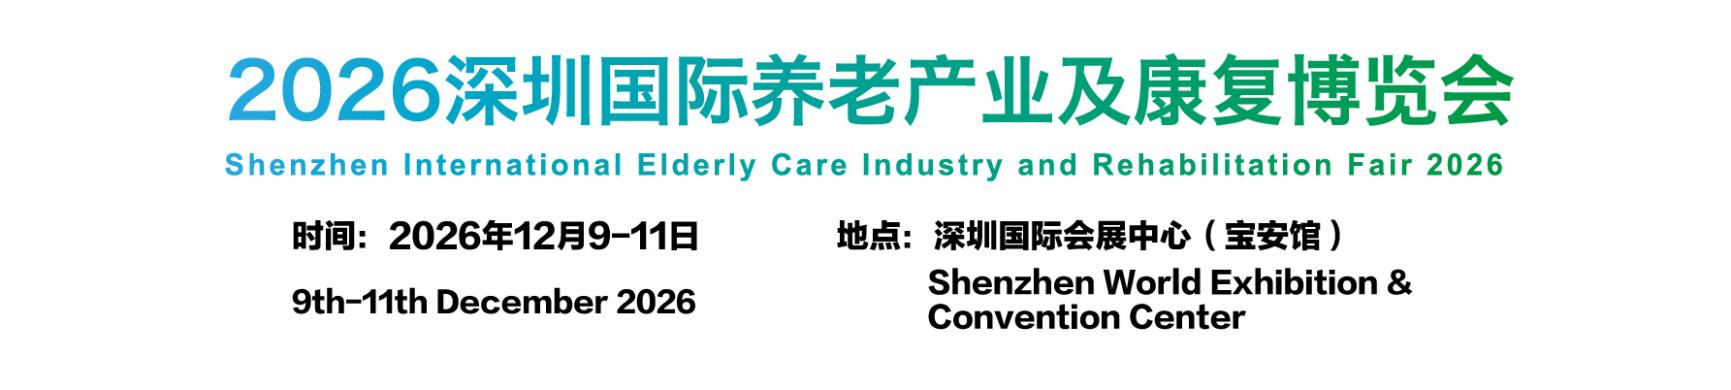 2026深圳国际养老产业及康复博览会
Shenzhen International Elderly Care Industry and Rehabilitation Fair 2026
时间：2026年12月9-11日
9th-11th December 2026
地点：深圳国际会展中心（宝安馆）
Shenzhen World Exhibition &
Convention Center